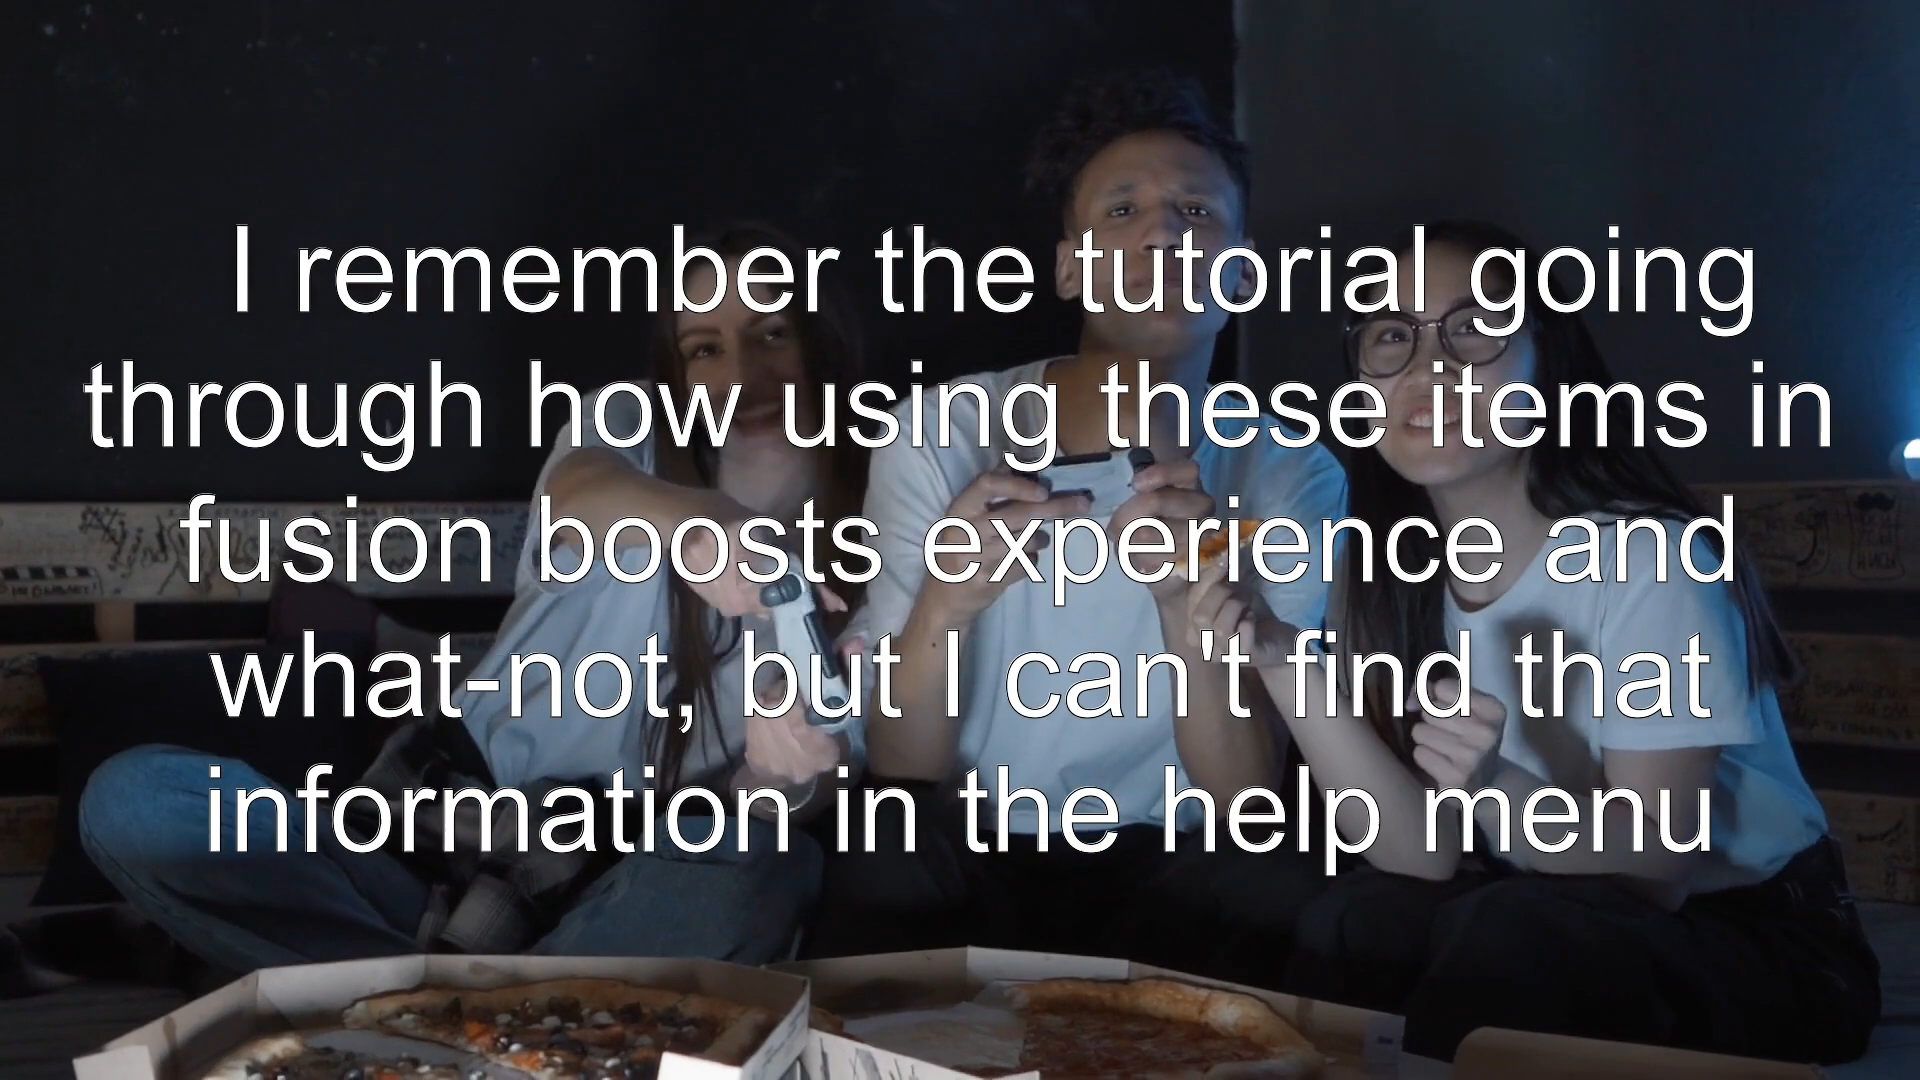 I remember the tutorial going
through how using these items in
fusion boosts experience and
what-not, but I can't find that
information in the help menu